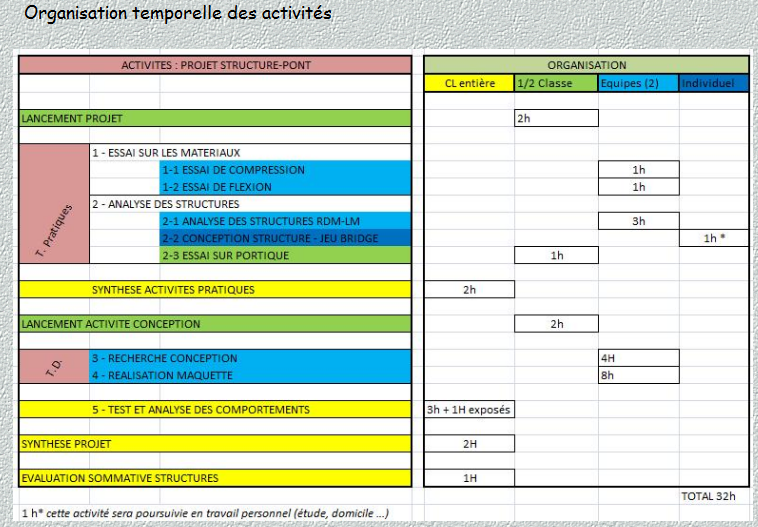 Organisation temporelle des activités
ACTIVITES : PROJET STRUCTURE-PONT ORGANISATION
CL entière 1/2 Classe Equipes (2) Individuel
LANCEMENT PROJET 2h
T. Pratiques
1 - ESSAI SUR LES MATERIAUX
1-1 ESSAI DE COMPRESSION 1h
1-2 ESSAI DE FLEXION 1h
2 - ANALYSE DES STRUCTURES
2-1 ANALYSE DES STRUCTURES RDM-LM 3h
2-2 CONCEPTION STRUCTURE - JEU BRIDGE 1h *
2-3 ESSAI SUR PORTIQUE 1h
SYNTHESE ACTIVITES PRATIQUES 2h
LANCEMENT ACTIVITE CONCEPTION 2h
T.D.
3 - RECHERCHE CONCEPTION 4H
4 - REALISATION MAQUETTE 8h
5 - TEST ET ANALYSE DES COMPORTEMENTS 3h + 1H exposés
SYNTHESE PROJET 2H
EVALUATION SOMMATIVE STRUCTURES 1H
TOTAL 32h
1 h* cette activité sera poursuivie en travail personnel (étude, domicile ...)